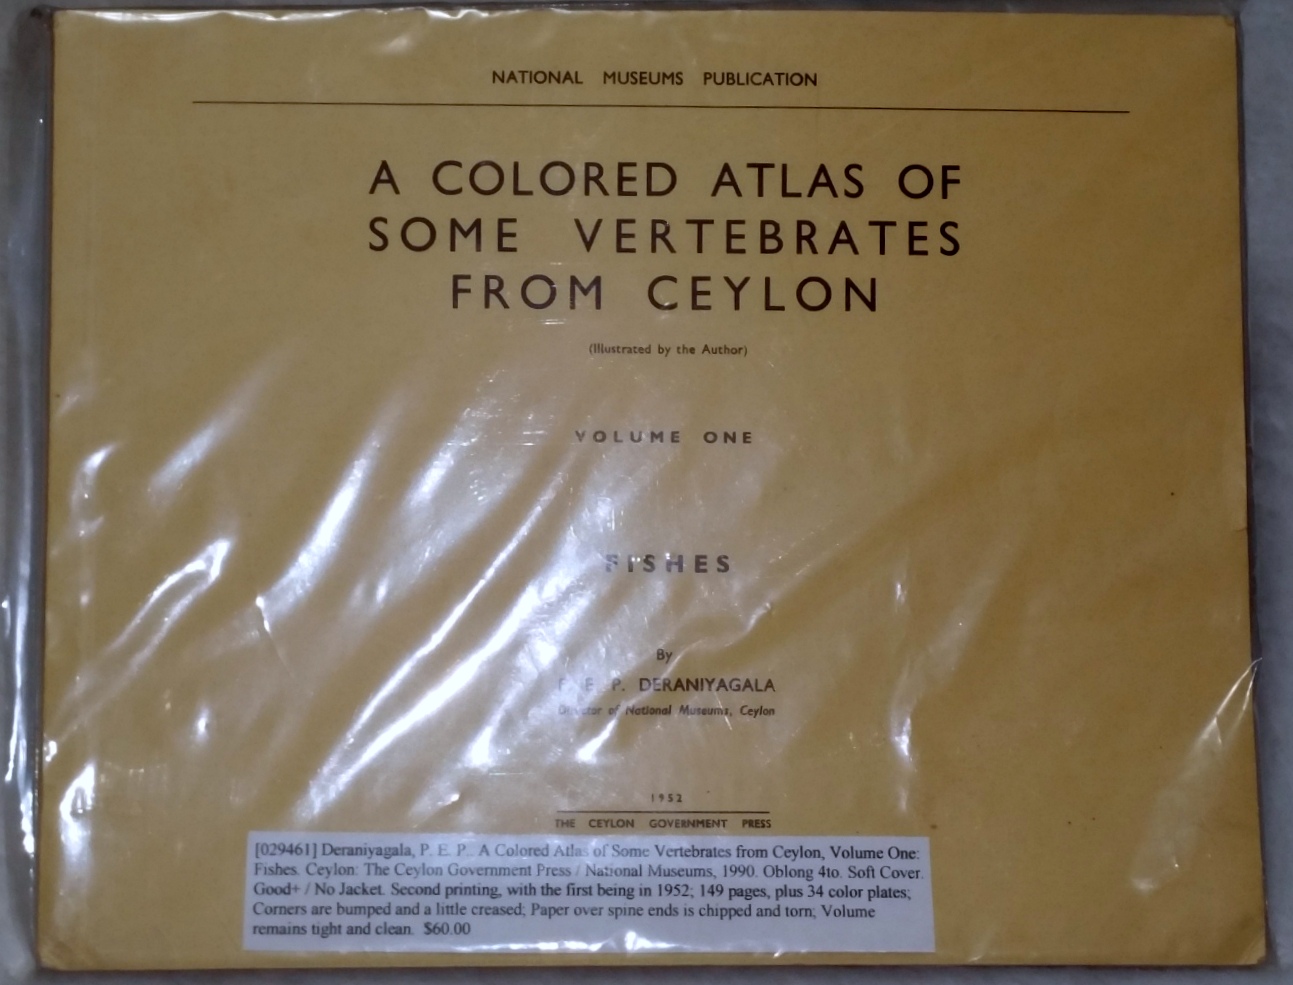 NATIONAL MUSEUMS PUBLICATION
A COLORED ATLAS OF
SOME VERTEBRATES
FROM CEYLON
(Illustrated by the Author)
VOLUME ONE
FISHES
By
P. E. P. DERANIYAGALA
Director of National Museums, Ceylon
1952
THE CEYLON GOVERNMENT PRESS
[029461] Deraniyagala, P. E. P.. A Colored Atlas of Some Vertebrates from Ceylon, Volume One:
Fishes. Ceylon: The Ceylon Government Press / National Museums, 1990. Oblong 4to. Soft Cover.
Good+ / No Jacket. Second printing, with the first being in 1952; 149 pages, plus 34 color plates;
Corners are bumped and a little creased; Paper over spine ends is chipped and torn; Volume
remains tight and clean. $60.00